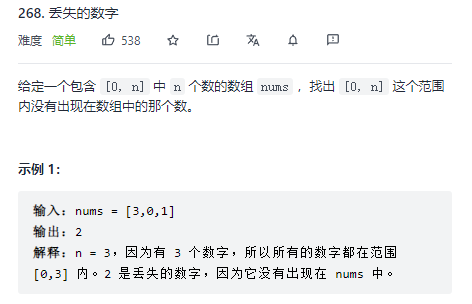 268. 丢失的数字
难度 简单 538
给定一个包含 [0, n] 中 n 个数的数组 nums ，找出 [0, n] 这个范围
内没有出现在数组中的那个数。
示例 1：
输入：nums = [3,0,1]
输出：2
解释：n = 3，因为有 3 个数字，所以所有的数字都在范围
[0,3] 内。2 是丢失的数字，因为它没有出现在 nums 中。